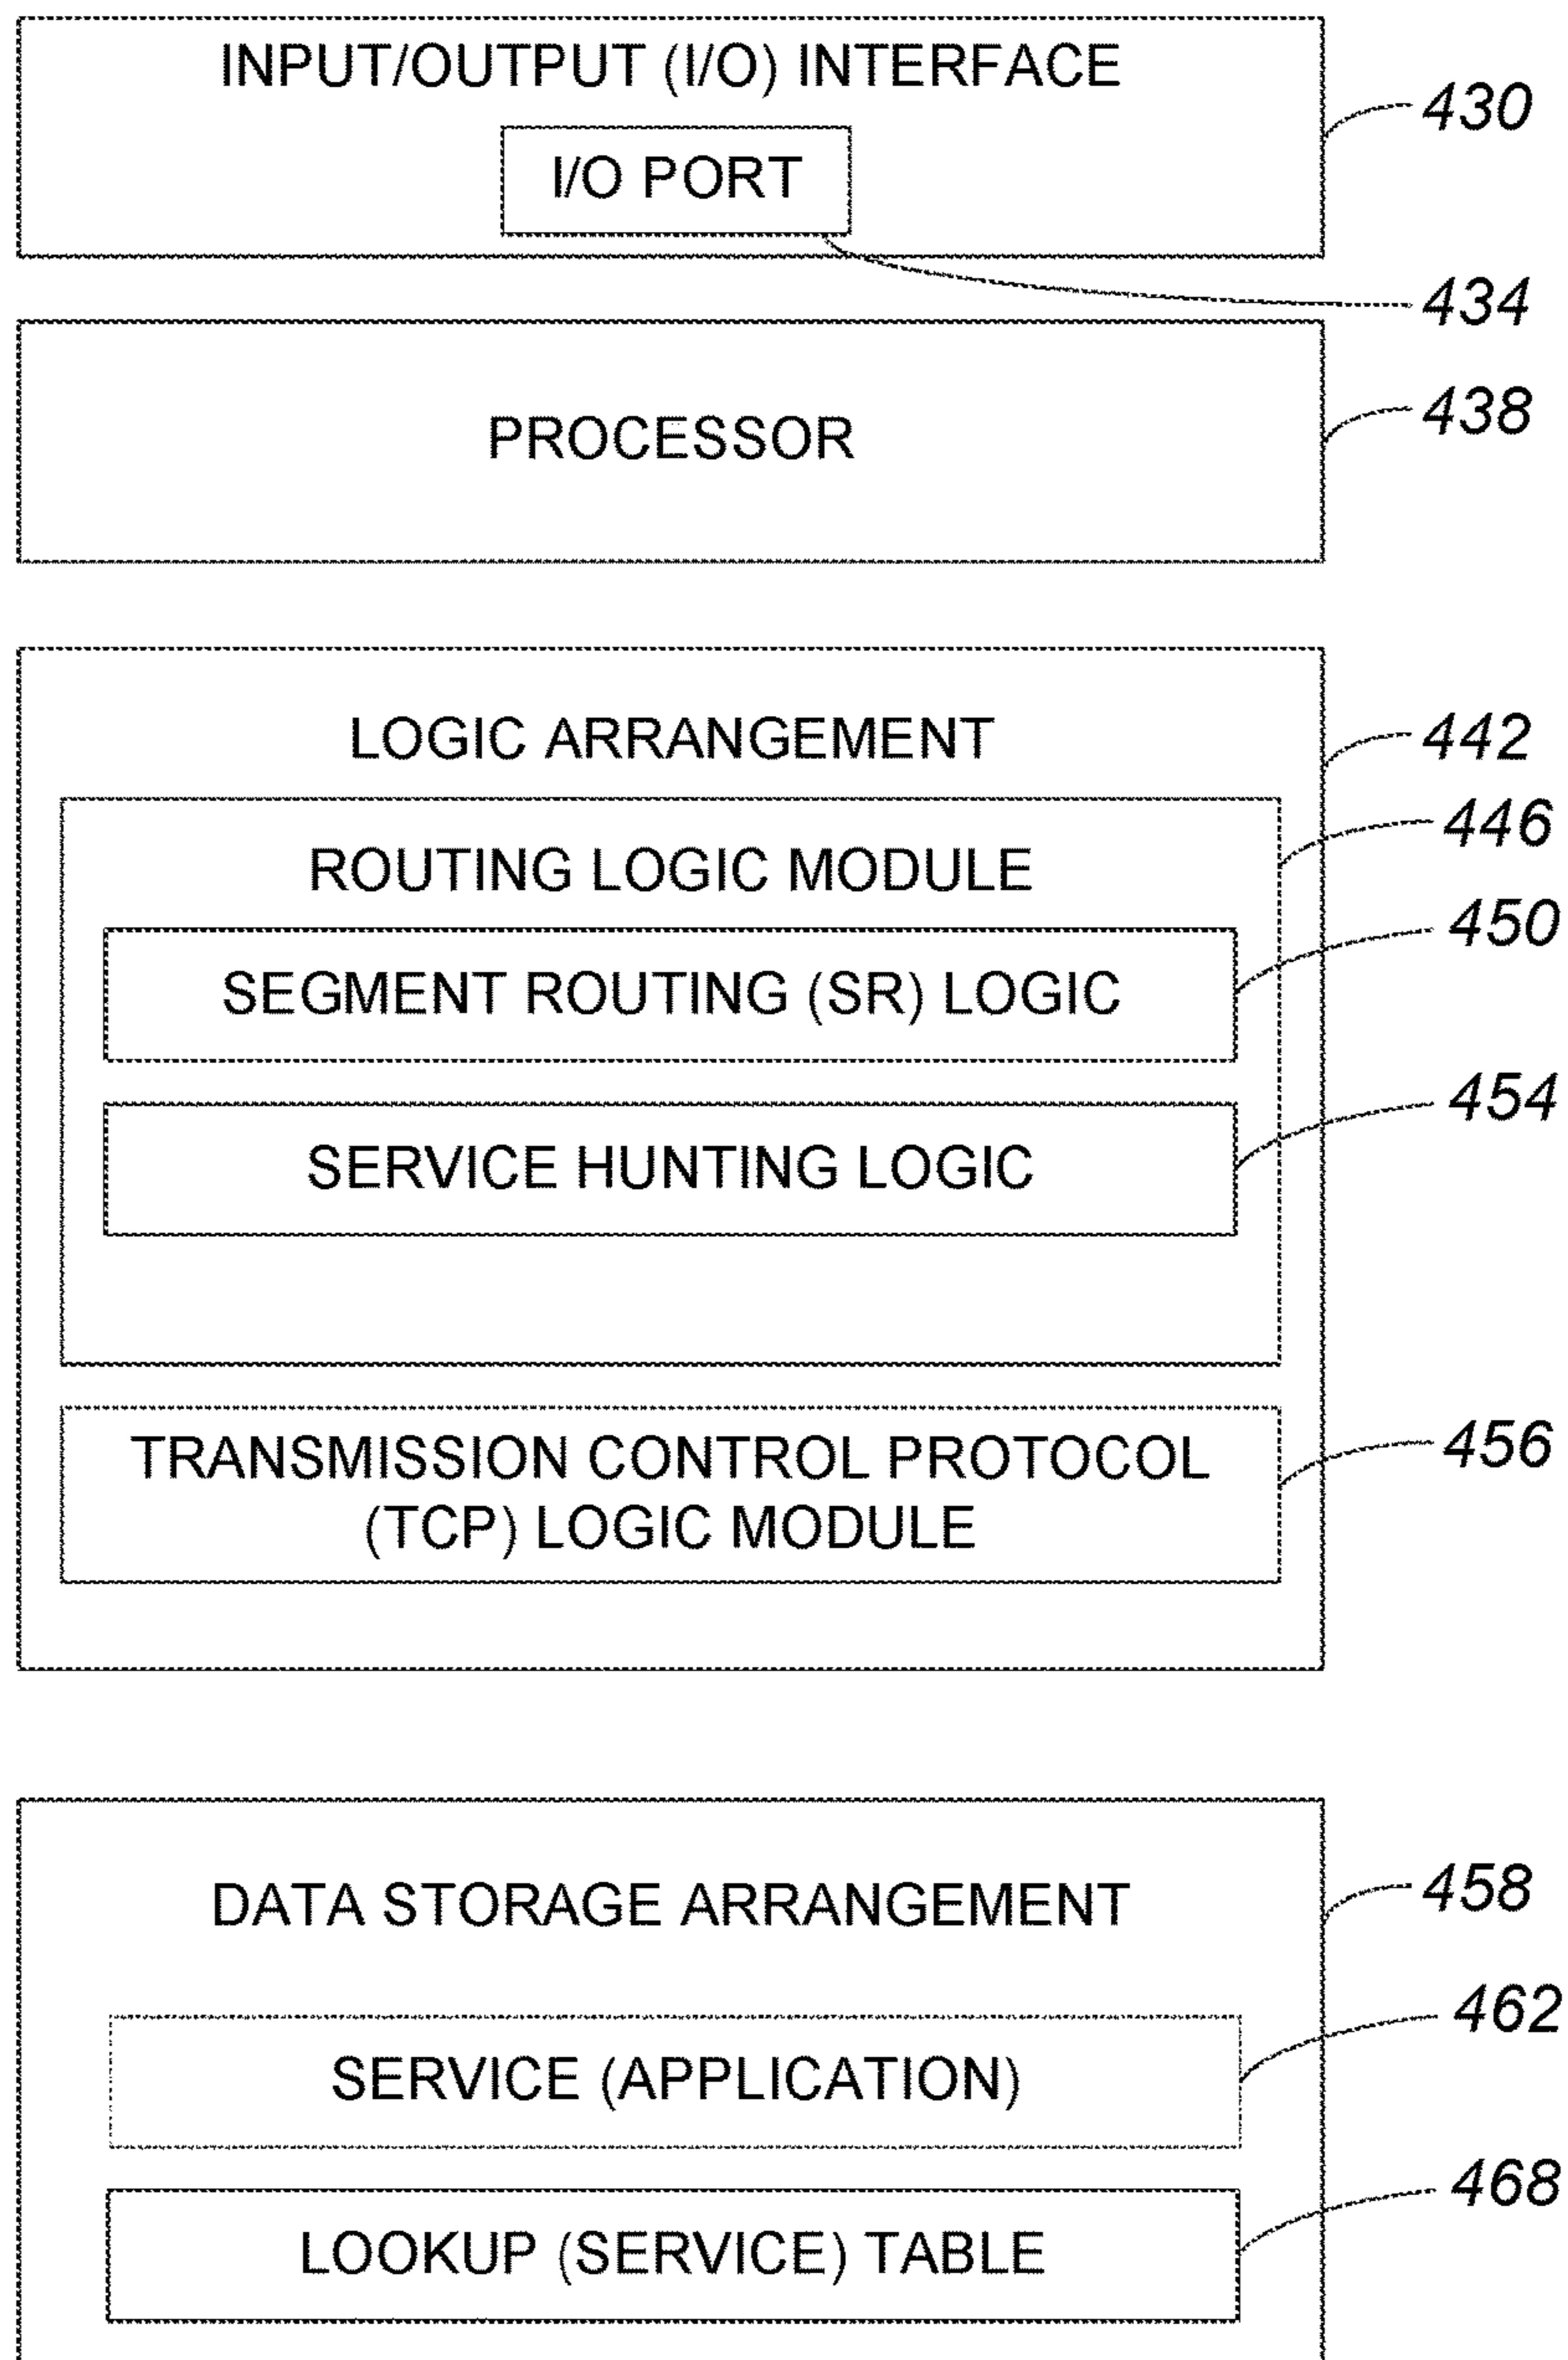 INPUT/OUTPUT (I/O) INTERFACE
430
I/O PORT
434
PROCESSOR
438
LOGIC ARRANGEMENT
442
446
ROUTING LOGIC MODULE
450
SEGMENT ROUTING (SR) LOGIC
454
SERVICE HUNTING LOGIC
TRANSMISSION CONTROL PROTOCOL
456
(TCP) LOGIC MODULE
DATA STORAGE ARRANGEMENT
458
462
SERVICE (APPLICATION)
468
LOOKUP (SERVICE) TABLE